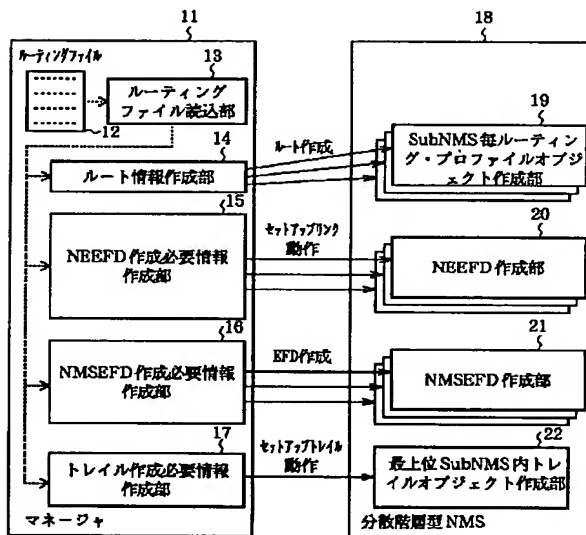 11
ルーティングファイル
13
ルーティング
ファイル読込部
12
14
ルート情報作成部
15
NEEFD作成必要情報
作成部
16
NMSEFD作成必要情報
作成部
17
トレイル作成必要情報
作成部
マネージャ
ルート作成
セットアップリンク
動作
EFD作成
セットアップトレイル
動作
18
19
SubNMS毎ルーティ
ング・プロファイルオブジ
ェクト作成部
20
NEEFD作成部
21
NMSEFD作成部
22
最上位SubNMS内トレ
イルオブジェクト作成部
分散階層型NMS